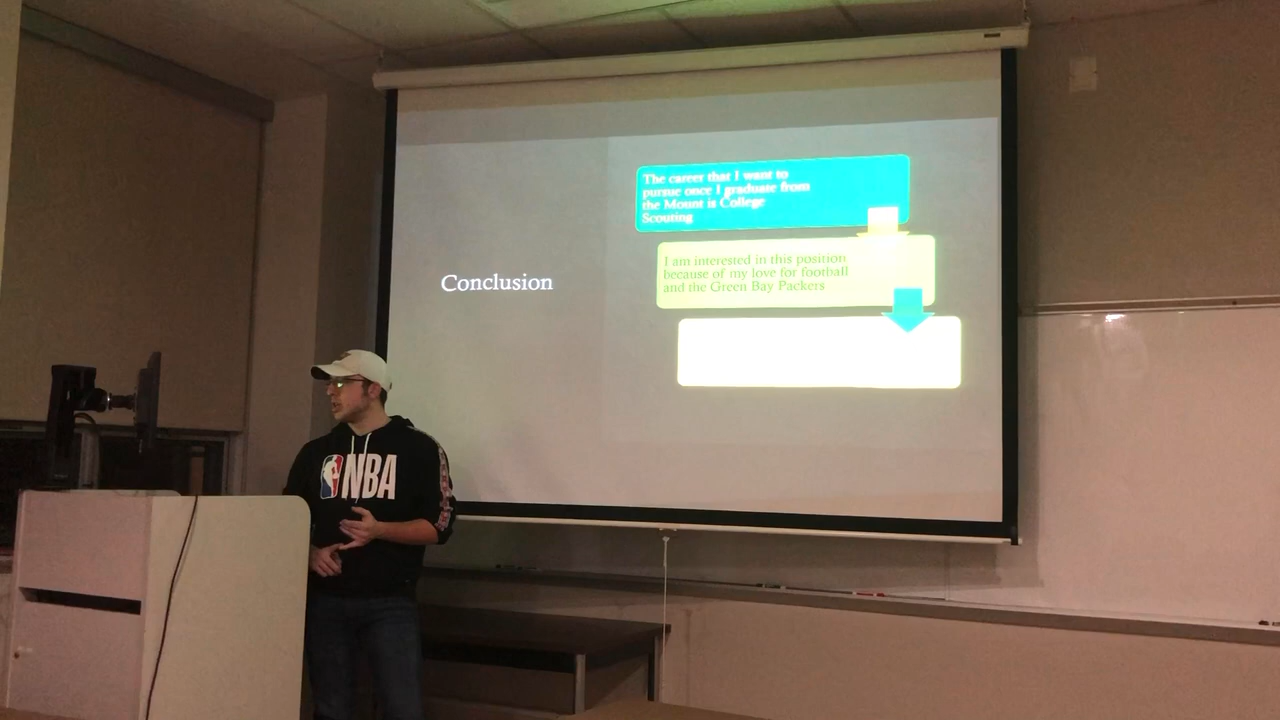 Conclusion
The career that I want to
pursue once I graduate from
the Mount is College
Scouting
I am interested in this position
because of my love for football
and the Green Bay Packers
NBA